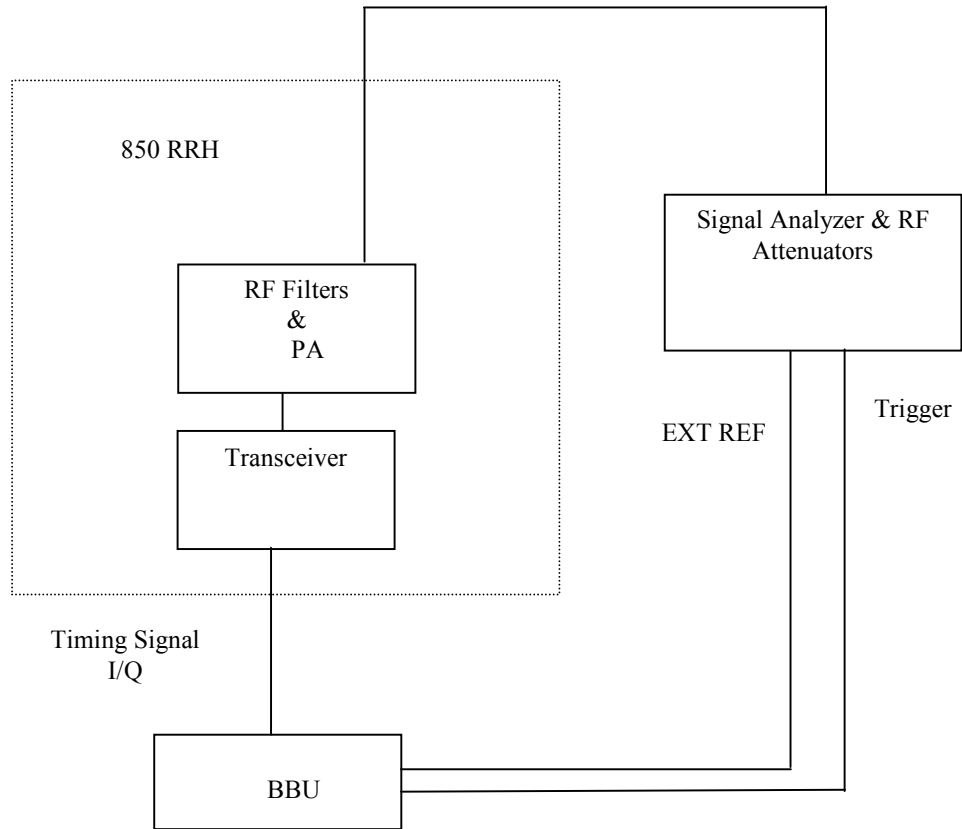 850 RRH
Signal Analyzer & RF
Attenuators
RF Filters
&
PA
Trigger
EXT REF
Transceiver
Timing Signal
I/Q
BBU